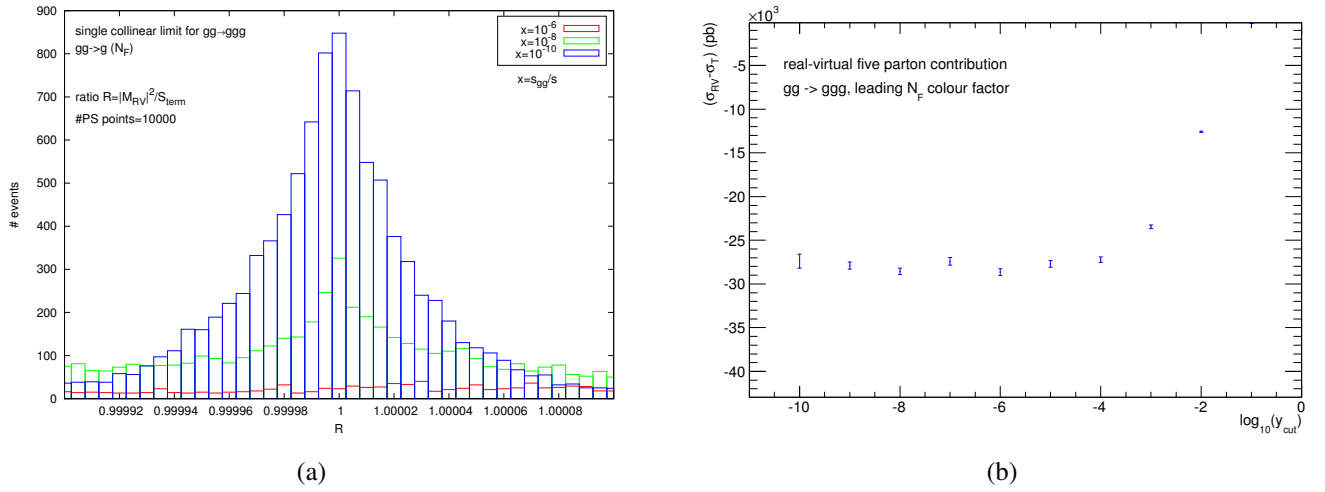 900
800
700
600
500
400
300
200
100
0
# events
single collinear limit for gg→ggg
gg->g (N_F)
ratio R=|M_RV|²/S_term
#PS points=10000
x=10^-6
x=10^-8
x=10^-10
x=s_gg/s
0.99992 0.99994 0.99996 0.99998 1 1.00002 1.00004 1.00006 1.00008
R
(a)
×10³
(σ_RV-σ_T) (pb)
-5
-10
-15
-20
-25
-30
-35
-40
real-virtual five parton contribution
gg -> ggg, leading N_F colour factor
-10 -8 -6 -4 -2 0
log_10(y_cut)
(b)